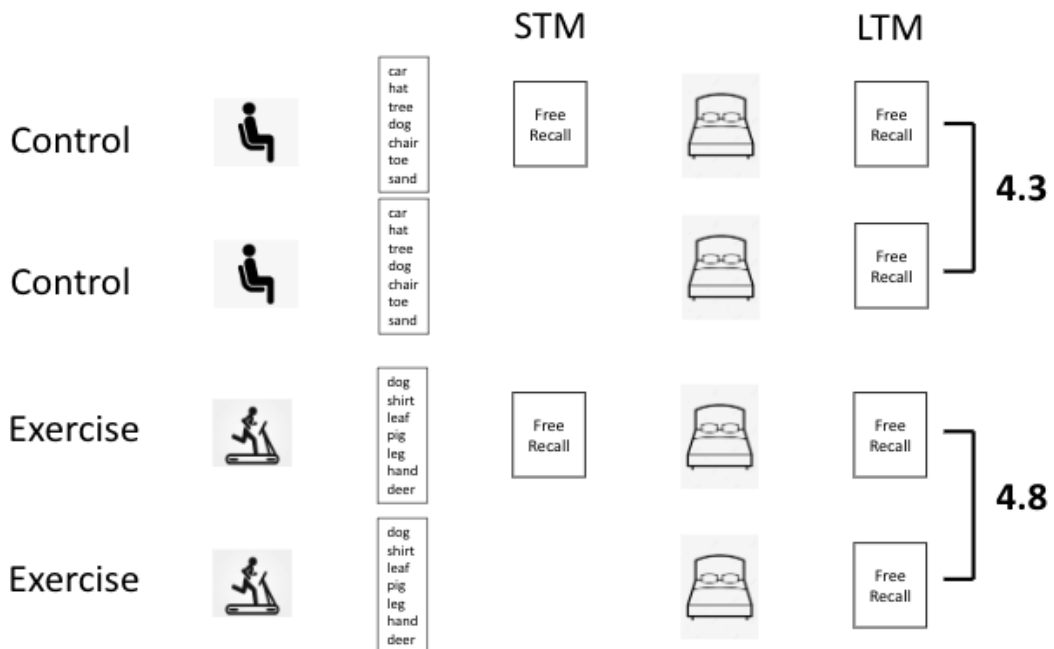 STM
LTM
Control
car
hat
tree
dog
chair
toe
sand
Free
Recall
Free
Recall
4.3
Control
car
hat
tree
dog
chair
toe
sand
Free
Recall
Exercise
dog
shirt
leaf
pig
leg
hand
deer
Free
Recall
Free
Recall
4.8
Exercise
dog
shirt
leaf
pig
leg
hand
deer
Free
Recall